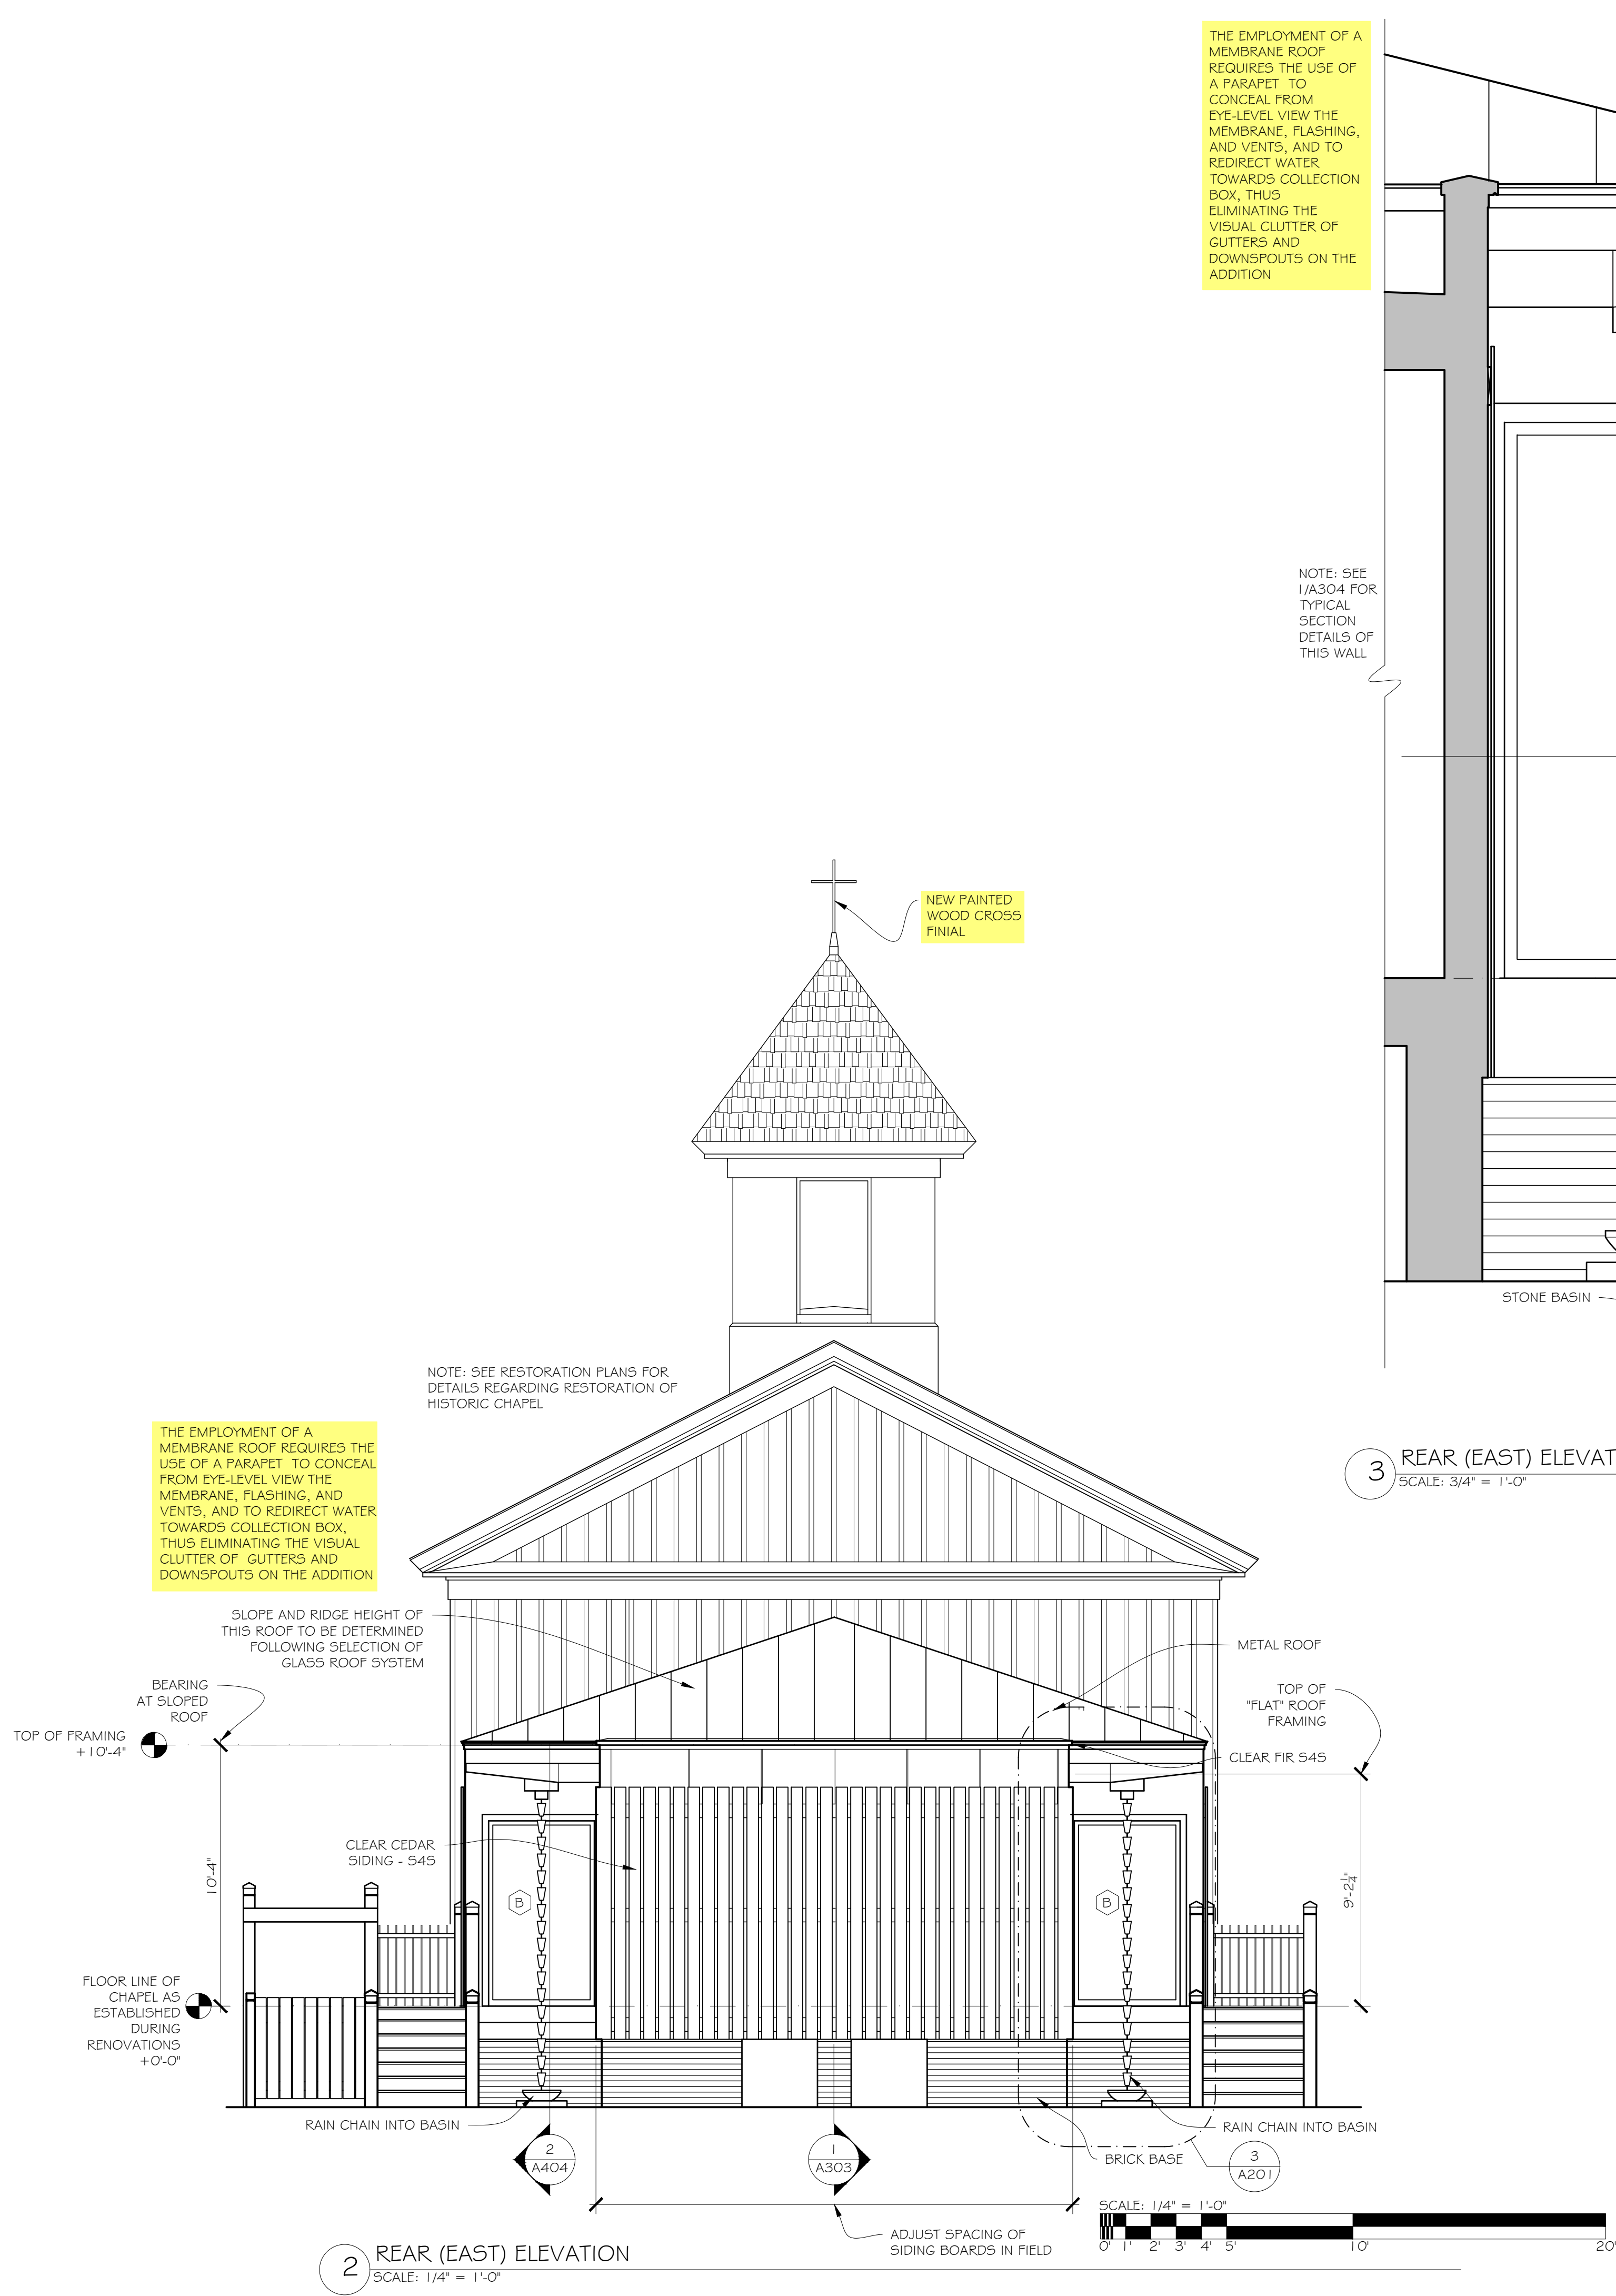 THE EMPLOYMENT OF A
MEMBRANE ROOF
REQUIRES THE USE OF
A PARAPET TO
CONCEAL FROM
EYE-LEVEL VIEW THE
MEMBRANE, FLASHING,
AND VENTS, AND TO
REDIRECT WATER
TOWARDS COLLECTION
BOX, THUS
ELIMINATING THE
VISUAL CLUTTER OF
GUTTERS AND
DOWNSPOUTS ON THE
ADDITION
NOTE: SEE
1/A304 FOR
TYPICAL
SECTION
DETAILS OF
THIS WALL
STONE BASIN
3
REAR (EAST) ELEVAT
SCALE: 3/4" = 1'-0"
NEW PAINTED
WOOD CROSS
FINIAL
NOTE: SEE RESTORATION PLANS FOR
DETAILS REGARDING RESTORATION OF
HISTORIC CHAPEL
THE EMPLOYMENT OF A
MEMBRANE ROOF REQUIRES THE
USE OF A PARAPET TO CONCEAL
FROM EYE-LEVEL VIEW THE
MEMBRANE, FLASHING, AND
VENTS, AND TO REDIRECT WATER
TOWARDS COLLECTION BOX,
THUS ELIMINATING THE VISUAL
CLUTTER OF GUTTERS AND
DOWNSPOUTS ON THE ADDITION
SLOPE AND RIDGE HEIGHT OF
THIS ROOF TO BE DETERMINED
FOLLOWING SELECTION OF
GLASS ROOF SYSTEM
METAL ROOF
BEARING
AT SLOPED
ROOF
TOP OF
"FLAT" ROOF
FRAMING
TOP OF FRAMING
+10'-4"
CLEAR FIR S4S
CLEAR CEDAR
SIDING - S4S
10'-4"
9'-2 1/4"
B
B
FLOOR LINE OF
CHAPEL AS
ESTABLISHED
DURING
RENOVATIONS
+0'-0"
RAIN CHAIN INTO BASIN
RAIN CHAIN INTO BASIN
BRICK BASE
2
A404
1
A303
3
A201
ADJUST SPACING OF
SIDING BOARDS IN FIELD
SCALE: 1/4" = 1'-0"
0' 1' 2' 3' 4' 5' 10' 20'
2
REAR (EAST) ELEVATION
SCALE: 1/4" = 1'-0"